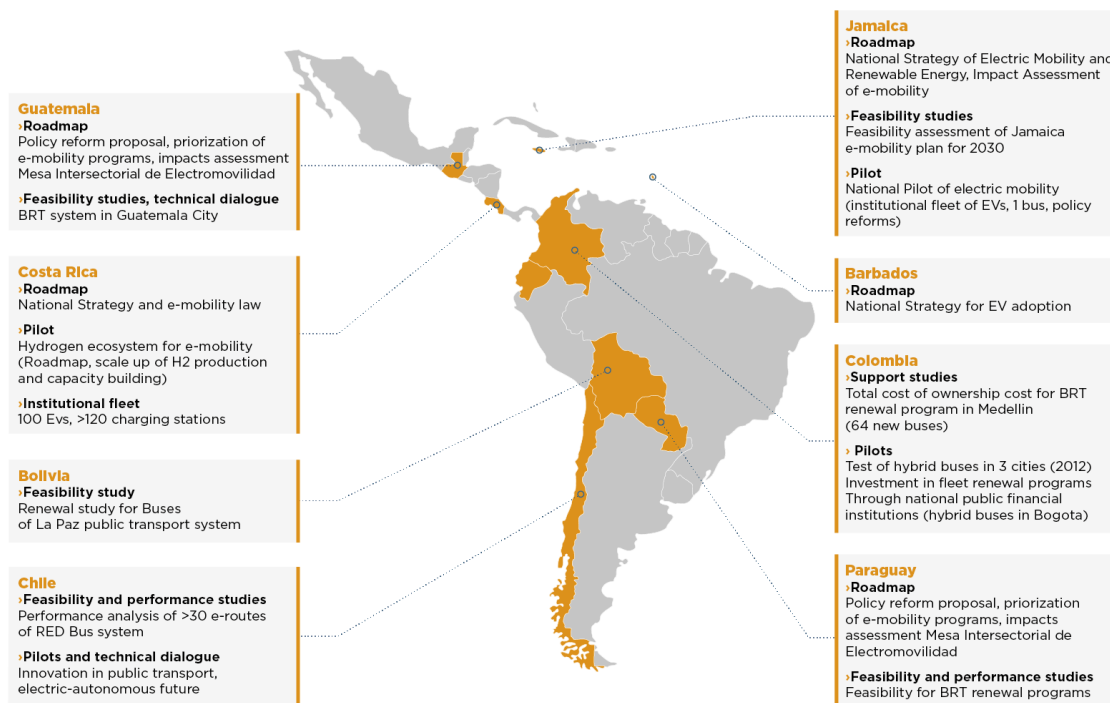 Guatemala
›Roadmap
Policy reform proposal, priorization of
e-mobility programs, impacts assessment
Mesa Intersectorial de Electromovilidad
›Feasibility studies, technical dialogue
BRT system in Guatemala City
Costa Rica
›Roadmap
National Strategy and e-mobility law
›Pilot
Hydrogen ecosystem for e-mobility
(Roadmap, scale up of H2 production
and capacity building)
›Institutional fleet
100 Evs, >120 charging stations
Bolivia
›Feasibility study
Renewal study for Buses
of La Paz public transport system
Chile
›Feasibility and performance studies
Performance analysis of >30 e-routes
of RED Bus system
›Pilots and technical dialogue
Innovation in public transport,
electric-autonomous future
Jamaica
›Roadmap
National Strategy of Electric Mobility and
Renewable Energy, Impact Assessment
of e-mobility
›Feasibility studies
Feasibility assessment of Jamaica
e-mobility plan for 2030
›Pilot
National Pilot of electric mobility
(institutional fleet of EVs, 1 bus, policy
reforms)
Barbados
›Roadmap
National Strategy for EV adoption
Colombia
›Support studies
Total cost of ownership cost for BRT
renewal program in Medellin
(64 new buses)
› Pilots
Test of hybrid buses in 3 cities (2012)
Investment in fleet renewal programs
Through national public financial
institutions (hybrid buses in Bogota)
Paraguay
›Roadmap
Policy reform proposal, priorization
of e-mobility programs, impacts
assessment Mesa Intersectorial de
Electromovilidad
›Feasibility and performance studies
Feasibility for BRT renewal programs